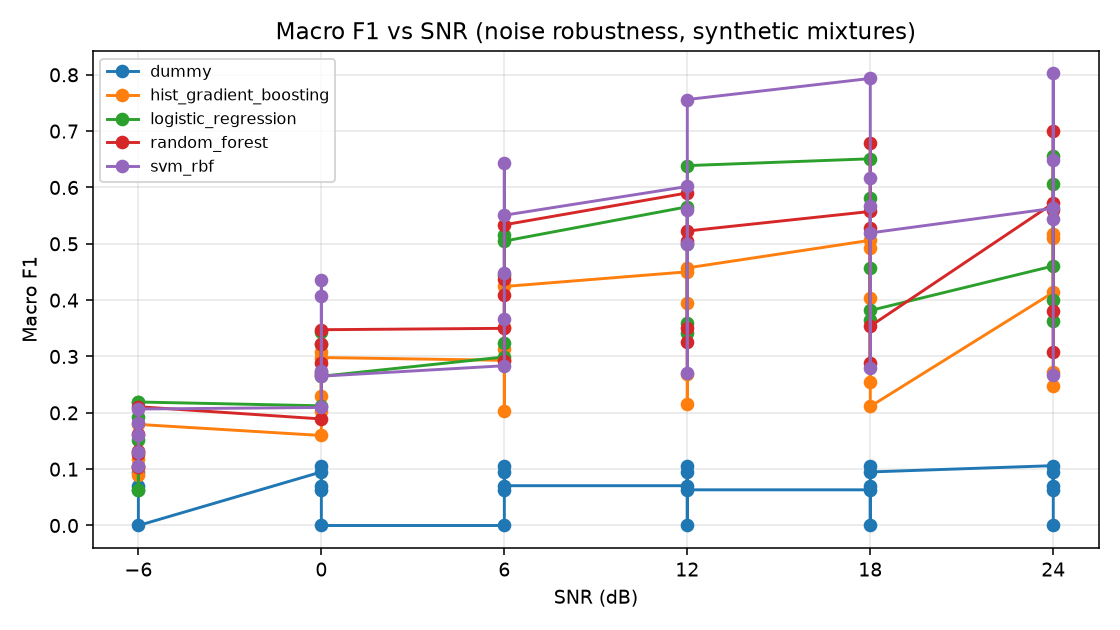 Macro F1 vs SNR (noise robustness, synthetic mixtures)
dummy
hist_gradient_boosting
logistic_regression
random_forest
svm_rbf
0.8
0.7
0.6
0.5
0.4
0.3
0.2
0.1
0.0
Macro F1
−6 0 6 12 18 24
SNR (dB)